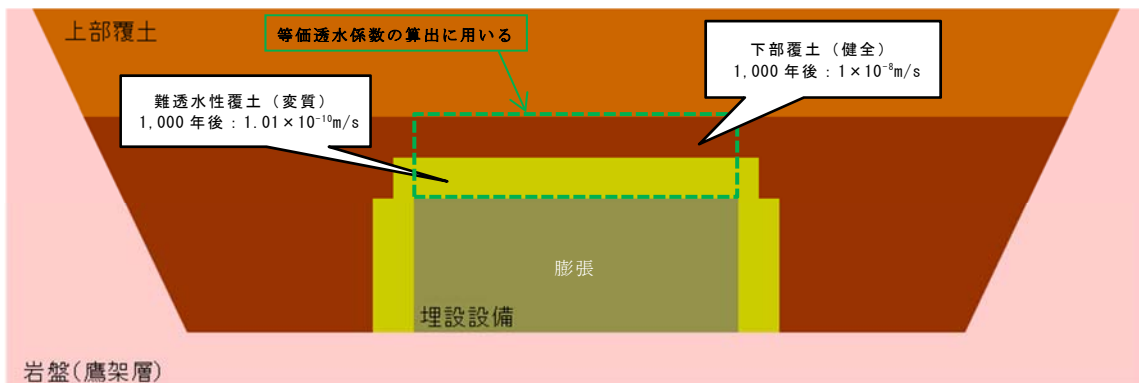 上部覆土
等価透水係数の算出に用いる
下部覆土（健全）
1,000 年後：1×10⁻⁸m/s
難透水性覆土（変質）
1,000 年後：1.01×10⁻¹⁰m/s
膨張
埋設設備
岩盤(鷹架層)